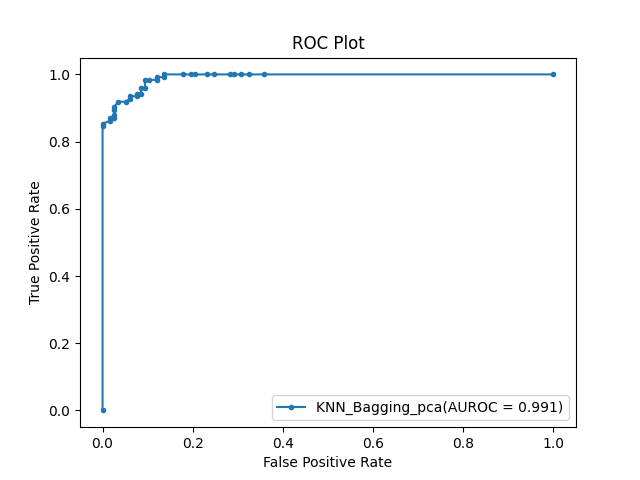 ROC Plot
1.0
0.8
0.6
0.4
0.2
0.0
True Positive Rate
KNN_Bagging_pca(AUROC = 0.991)
0.0 0.2 0.4 0.6 0.8 1.0
False Positive Rate